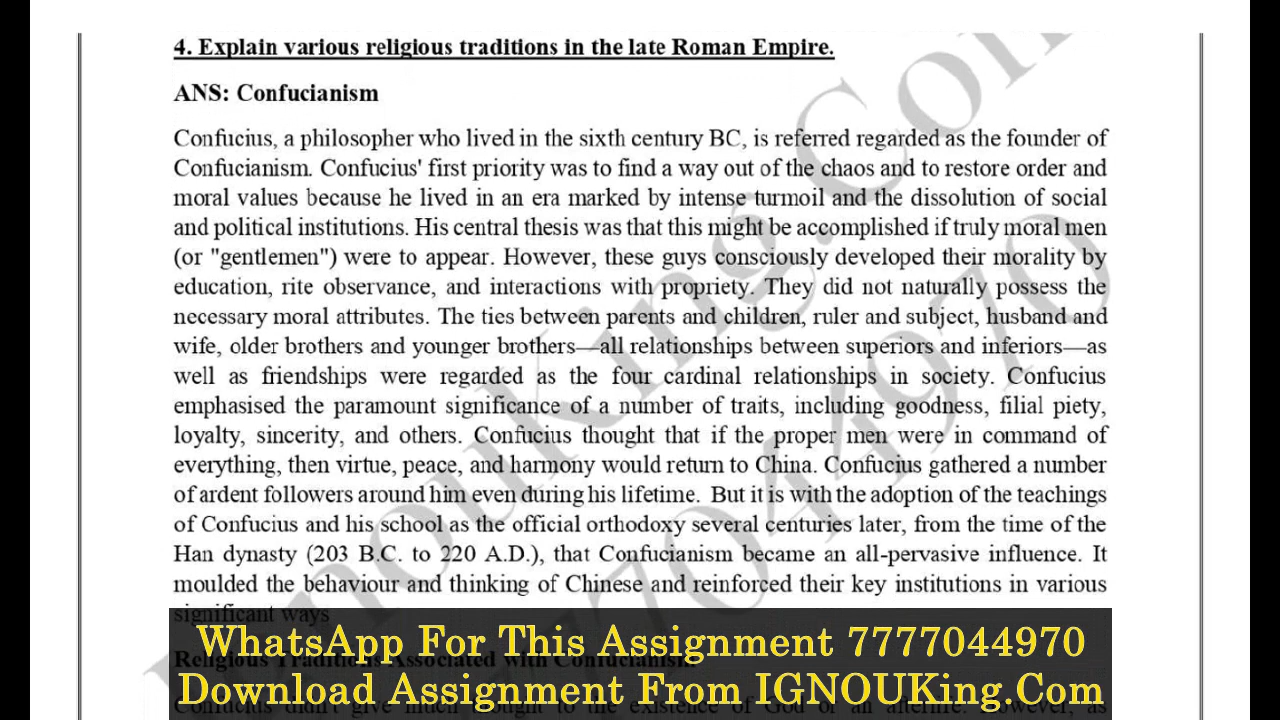 4. Explain various religious traditions in the late Roman Empire.
ANS: Confucianism
Confucius, a philosopher who lived in the sixth century BC, is referred regarded as the founder of
Confucianism. Confucius' first priority was to find a way out of the chaos and to restore order and
moral values because he lived in an era marked by intense turmoil and the dissolution of social
and political institutions. His central thesis was that this might be accomplished if truly moral men
(or "gentlemen") were to appear. However, these guys consciously developed their morality by
education, rite observance, and interactions with propriety. They did not naturally possess the
necessary moral attributes. The ties between parents and children, ruler and subject, husband and
wife, older brothers and younger brothers—all relationships between superiors and inferiors—as
well as friendships were regarded as the four cardinal relationships in society. Confucius
emphasised the paramount significance of a number of traits, including goodness, filial piety,
loyalty, sincerity, and others. Confucius thought that if the proper men were in command of
everything, then virtue, peace, and harmony would return to China. Confucius gathered a number
of ardent followers around him even during his lifetime. But it is with the adoption of the teachings
of Confucius and his school as the official orthodoxy several centuries later, from the time of the
Han dynasty (203 B.C. to 220 A.D.), that Confucianism became an all-pervasive influence. It
moulded the behaviour and thinking of Chinese and reinforced their key institutions in various
significant ways
WhatsApp For This Assignment 7777044970
Religious Traditions Associated with Confucianism
Download Assignment From IGNOUKing.Com